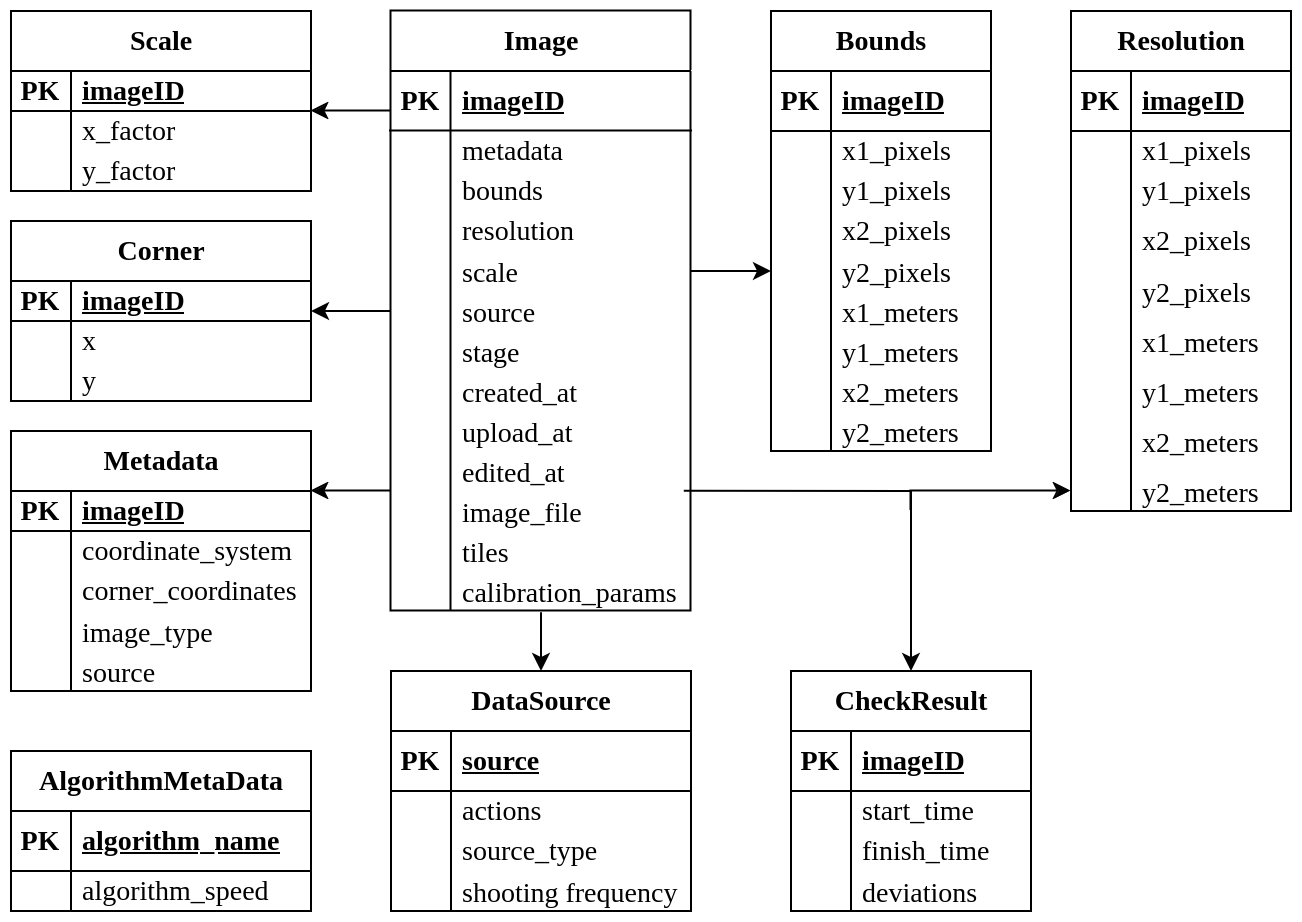 Scale
PK imageID
x_factor
y_factor
Corner
PK imageID
x
y
Metadata
PK imageID
coordinate_system
corner_coordinates
image_type
source
AlgorithmMetaData
PK algorithm_name
algorithm_speed
Image
PK imageID
metadata
bounds
resolution
scale
source
stage
created_at
upload_at
edited_at
image_file
tiles
calibration_params
DataSource
PK source
actions
source_type
shooting frequency
Bounds
PK imageID
x1_pixels
y1_pixels
x2_pixels
y2_pixels
x1_meters
y1_meters
x2_meters
y2_meters
CheckResult
PK imageID
start_time
finish_time
deviations
Resolution
PK imageID
x1_pixels
y1_pixels
x2_pixels
y2_pixels
x1_meters
y1_meters
x2_meters
y2_meters